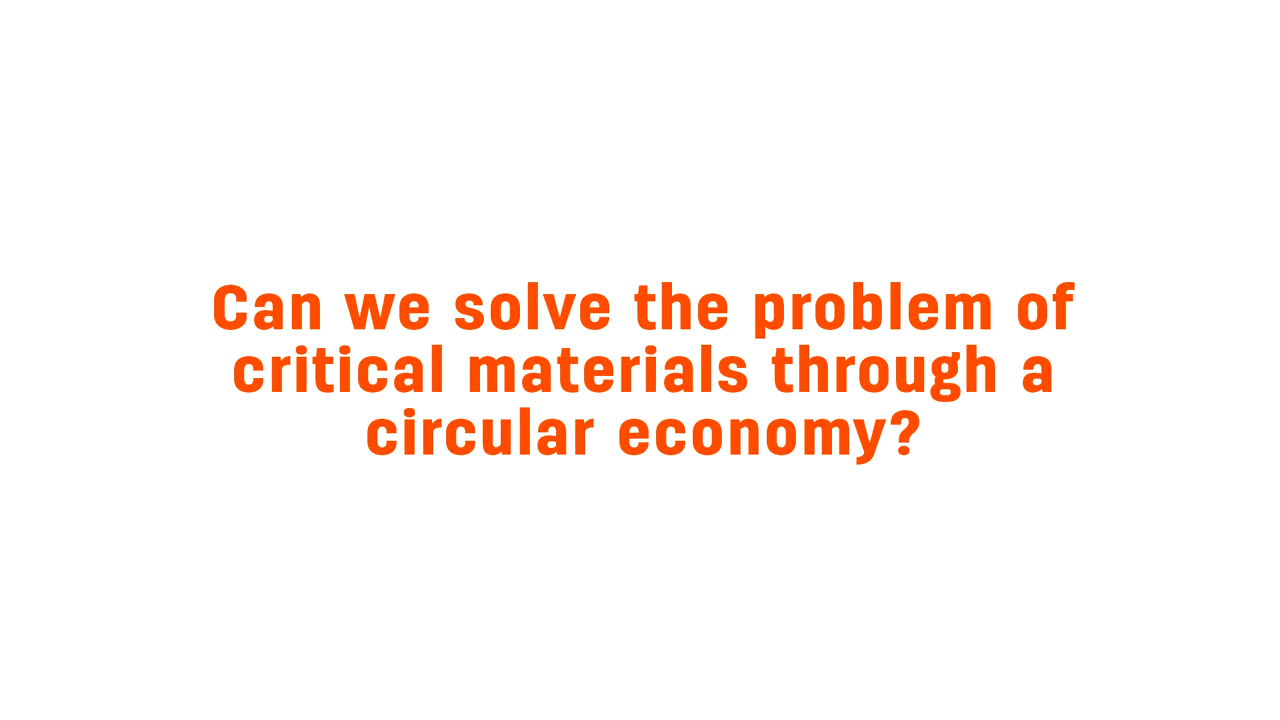 Can we solve the problem of
critical materials through a
circular economy?